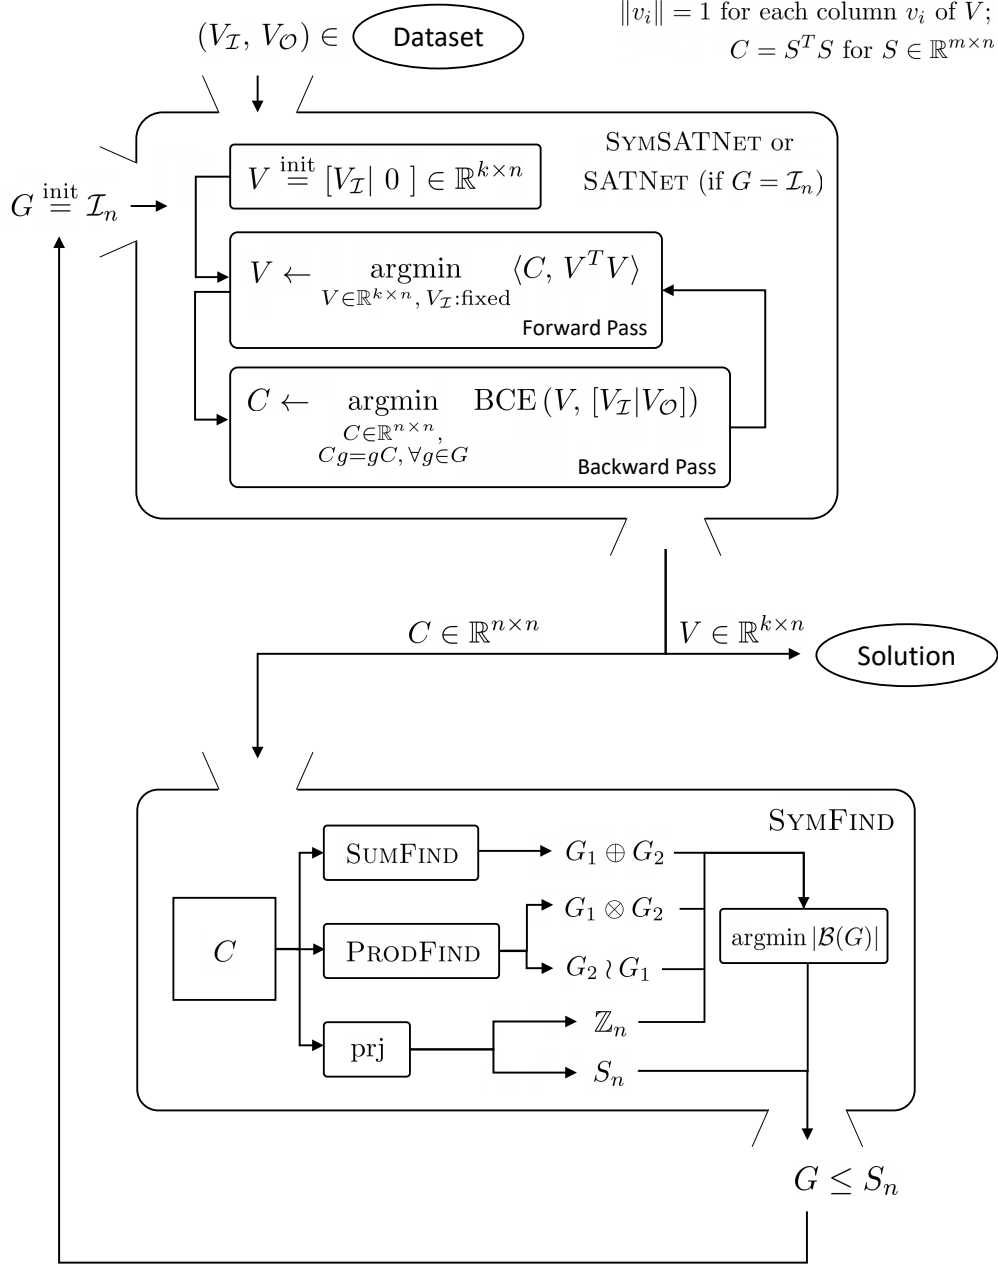 ‖v_i‖ = 1 for each column v_i of V;
(V_ℐ, V_𝒪) ∈ Dataset
C = S^T S for S ∈ ℝ^{m×n}
SYMSATNET or
SATNET (if G = ℐ_n)
V \overset{init}{=} [V_ℐ| 0 ] ∈ ℝ^{k×n}
G \overset{init}{=} ℐ_n
V ← argmin ⟨C, V^T V⟩
V∈ℝ^{k×n}, V_ℐ:fixed
Forward Pass
C ← argmin BCE (V, [V_ℐ|V_𝒪])
C∈ℝ^{n×n},
Cg=gC, ∀g∈G
Backward Pass
C ∈ ℝ^{n×n}
V ∈ ℝ^{k×n}
Solution
SYMFIND
SUMFIND
G_1 ⊕ G_2
C
PRODFIND
G_1 ⊗ G_2
G_2 ≀ G_1
argmin |ℬ(G)|
prj
ℤ_n
S_n
G ≤ S_n